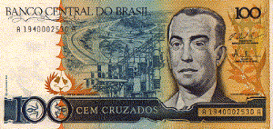 BANCO CENTRAL DO BRASIL
100
A 1940002530 A
A 1940002530 A
100
CEM CRUZADOS